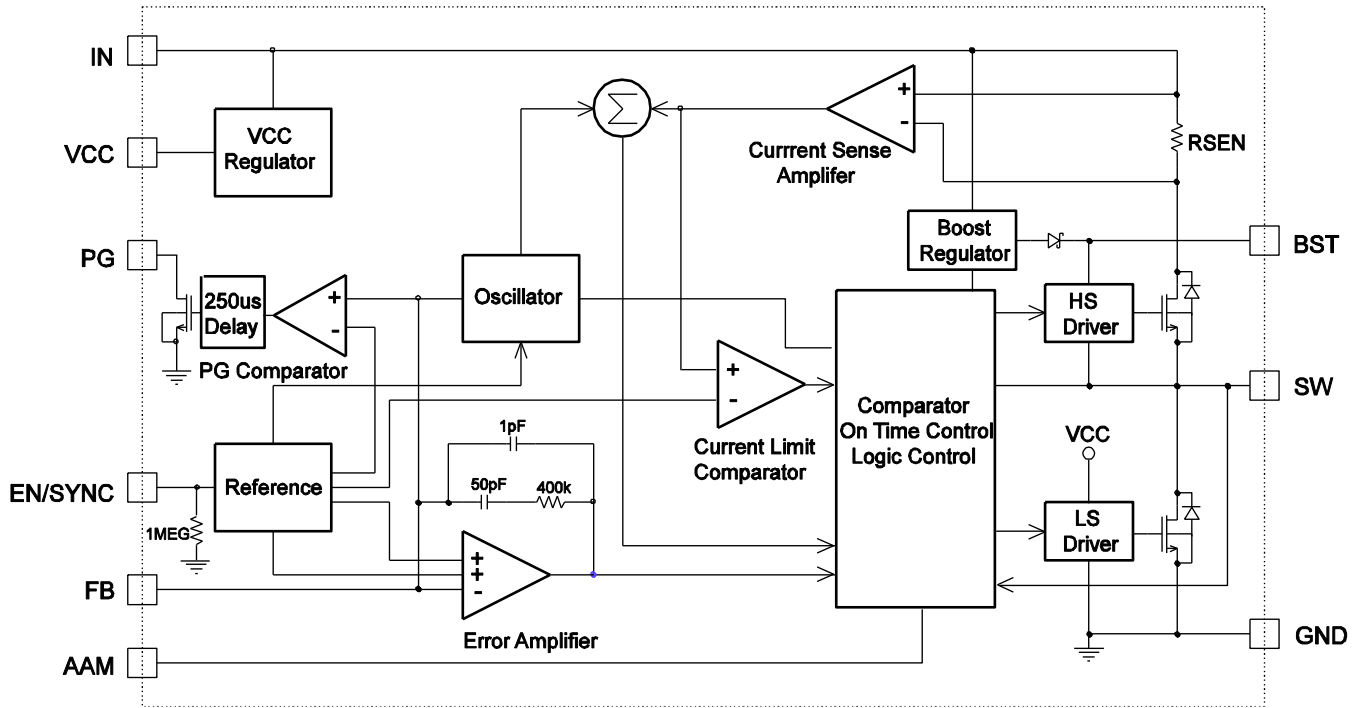 IN
VCC
Regulator
VCC
Σ
+
-
Currrent Sense
Amplifer
RSEN
Boost
Regulator
BST
PG
250us
Delay
+
-
PG Comparator
Oscillator
HS
Driver
+
-
Current Limit
Comparator
Comparator
On Time Control
Logic Control
SW
VCC
1pF
50pF
400k
EN/SYNC
Reference
1MEG
LS
Driver
+
+
-
FB
Error Amplifier
GND
AAM